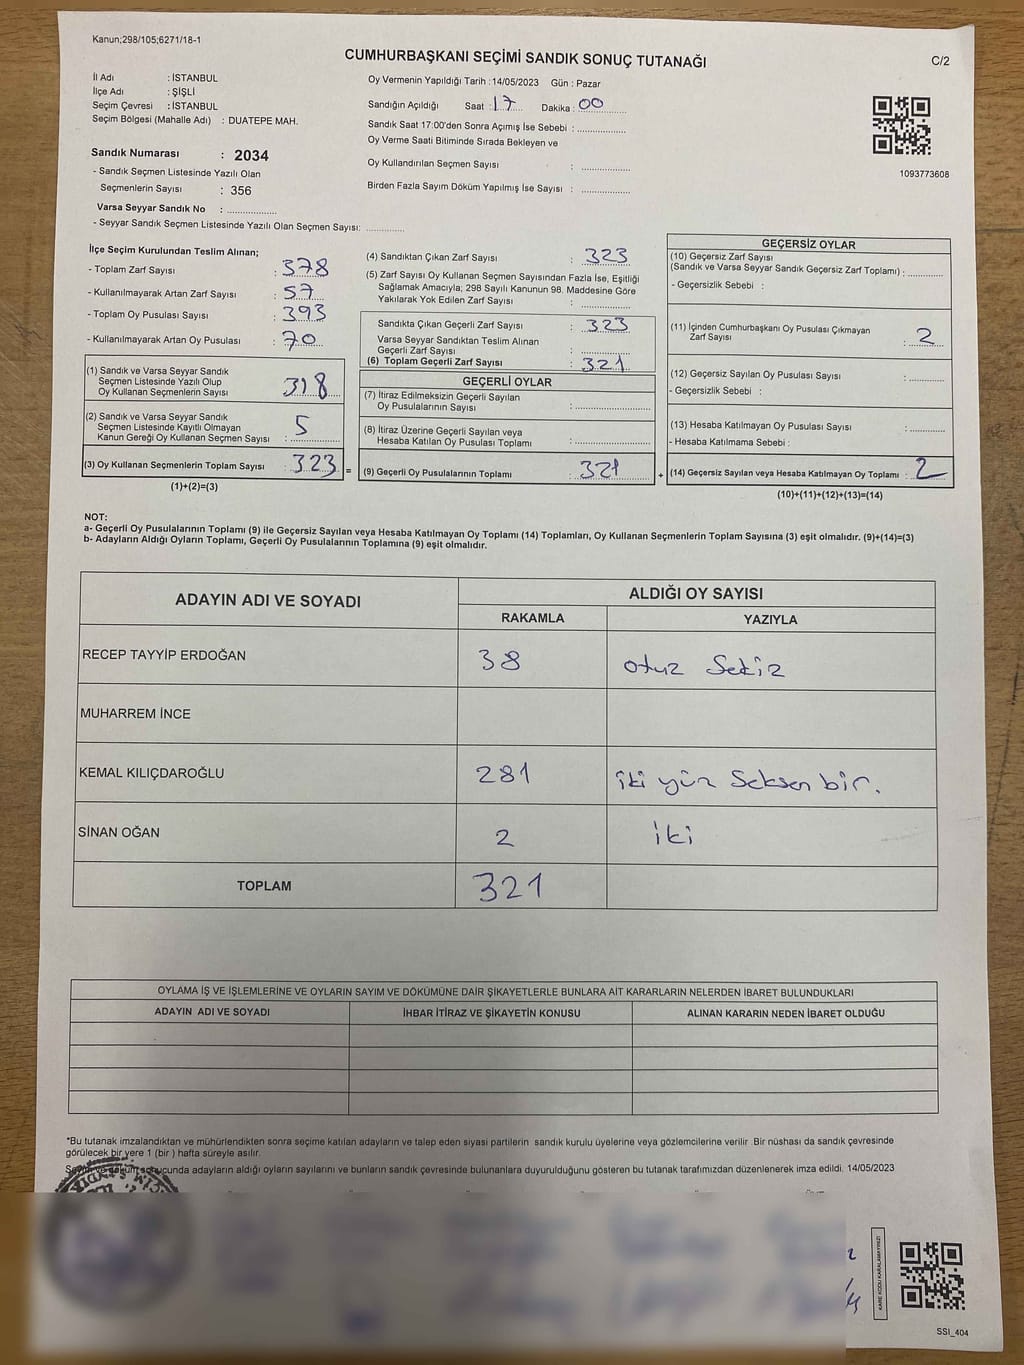 Kanun;298/105;6271/18-1
CUMHURBAŞKANI SEÇİMİ SANDIK SONUÇ TUTANAĞI
C/2
İl Adı : İSTANBUL
İlçe Adı : ŞİŞLİ
Seçim Çevresi : İSTANBUL
Seçim Bölgesi (Mahalle Adı) : DUATEPE MAH.
Sandık Numarası : 2034
- Sandık Seçmen Listesinde Yazılı Olan
Seçmenlerin Sayısı : 356
Varsa Seyyar Sandık No : ................
- Seyyar Sandık Seçmen Listesinde Yazılı Olan Seçmen Sayısı: ............
Oy Vermenin Yapıldığı Tarih : 14/05/2023 Gün : Pazar
Sandığın Açıldığı Saat : 17 Dakika : 00
Sandık Saat 17:00'den Sonra Açımış İse Sebebi : ................
Oy Verme Saati Bitiminde Sırada Bekleyen ve
Oy Kullandırılan Seçmen Sayısı : ................
Birden Fazla Sayım Döküm Yapılmış İse Sayısı : ................
1093773608
İlçe Seçim Kurulundan Teslim Alınan;
- Toplam Zarf Sayısı : 378
- Kullanılmayarak Artan Zarf Sayısı : 57
- Toplam Oy Pusulası Sayısı : 393
- Kullanılmayarak Artan Oy Pusulası : 70
(1) Sandık ve Varsa Seyyar Sandık
Seçmen Listesinde Yazılı Olup
Oy Kullanan Seçmenlerin Sayısı 318
(2) Sandık ve Varsa Seyyar Sandık
Seçmen Listesinde Kayıtlı Olmayan
Kanun Gereği Oy Kullanan Seçmen Sayısı : 5
(3) Oy Kullanan Seçmenlerin Toplam Sayısı : 323 =
(1)+(2)=(3)
(4) Sandıktan Çıkan Zarf Sayısı : 323
(5) Zarf Sayısı Oy Kullanan Seçmen Sayısından Fazla İse, Eşitliği
Sağlamak Amacıyla; 298 Sayılı Kanunun 98. Maddesine Göre
Yakılarak Yok Edilen Zarf Sayısı : ................
Sandıkta Çıkan Geçerli Zarf Sayısı : 323
Varsa Seyyar Sandıktan Teslim Alınan
Geçerli Zarf Sayısı : ................
(6) Toplam Geçerli Zarf Sayısı : 321
GEÇERLİ OYLAR
(7) İtiraz Edilmeksizin Geçerli Sayılan
Oy Pusulalarının Sayısı : ................
(8) İtiraz Üzerine Geçerli Sayılan veya
Hesaba Katılan Oy Pusulası Toplamı : ................
(9) Geçerli Oy Pusulalarının Toplamı : 321 +
GEÇERSİZ OYLAR
(10) Geçersiz Zarf Sayısı
(Sandık ve Varsa Seyyar Sandık Geçersiz Zarf Toplamı) : ............
- Geçersizlik Sebebi :
(11) İçinden Cumhurbaşkanı Oy Pusulası Çıkmayan
Zarf Sayısı : 2
(12) Geçersiz Sayılan Oy Pusulası Sayısı : ............
- Geçersizlik Sebebi :
(13) Hesaba Katılmayan Oy Pusulası Sayısı : ............
- Hesaba Katılmama Sebebi :
(14) Geçersiz Sayılan veya Hesaba Katılmayan Oy Toplamı : 2
(10)+(11)+(12)+(13)=(14)
NOT:
a- Geçerli Oy Pusulalarının Toplamı (9) ile Geçersiz Sayılan veya Hesaba Katılmayan Oy Toplamı (14) Toplamları, Oy Kullanan Seçmenlerin Toplam Sayısına (3) eşit olmalıdır. (9)+(14)=(3)
b- Adayların Aldığı Oyların Toplamı, Geçerli Oy Pusulalarının Toplamına (9) eşit olmalıdır.
ADAYIN ADI VE SOYADI ALDIĞI OY SAYISI
RAKAMLA YAZIYLA
RECEP TAYYİP ERDOĞAN 38 otuz Sekiz
MUHARREM İNCE
KEMAL KILIÇDAROĞLU 281 iki yüz Seksen bir.
SİNAN OĞAN 2 iki
TOPLAM 321
OYLAMA İŞ VE İŞLEMLERİNE VE OYLARIN SAYIM VE DÖKÜMÜNE DAİR ŞİKAYETLERLE BUNLARA AİT KARARLARIN NELERDEN İBARET BULUNDUKLARI
ADAYIN ADI VE SOYADI İHBAR İTİRAZ VE ŞİKAYETİN KONUSU ALINAN KARARIN NEDEN İBARET OLDUĞU
*Bu tutanak imzalandıktan ve mühürlendikten sonra seçime katılan adayların ve talep eden siyasi partilerin sandık kurulu üyelerine veya gözlemcilerine verilir .Bir nüshası da sandık çevresinde
görülecek bir yere 1 (bir ) hafta süreyle asılır.
Seçim ve sonucunda adayların aldığı oyların sayılarını ve bunların sandık çevresinde bulunanlara duyurulduğunu gösteren bu tutanak tarafımızdan düzenlenerek imza edildi. 14/05/2023
KARE KODU KARALAMAYINIZ!
SSI_404